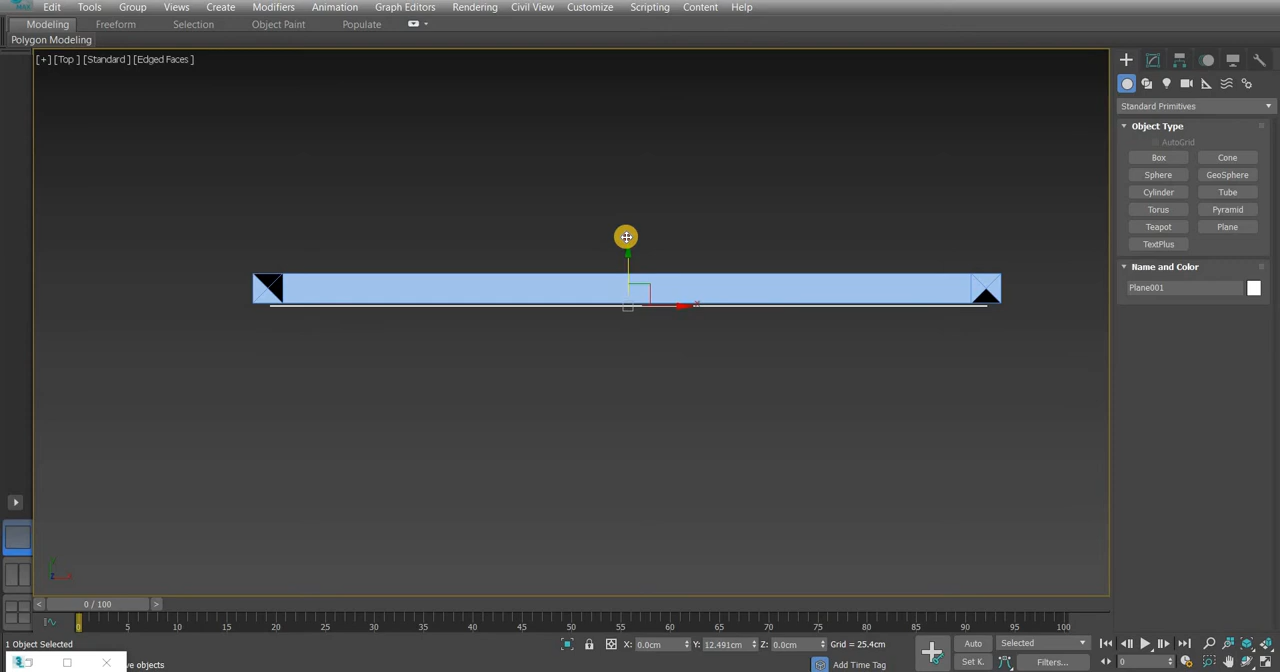 Edit Tools Group Views Create Modifiers Animation Graph Editors Rendering Civil View Customize Scripting Content Help
Modeling Freeform Selection Object Paint Populate
Polygon Modeling
[+] [Top ] [Standard ] [Edged Faces ]
Standard Primitives
Object Type
AutoGrid
Box Cone
Sphere GeoSphere
Cylinder Tube
Torus Pyramid
Teapot Plane
TextPlus
Name and Color
Plane001
x
z
< 0 / 100 >
0 5 10 15 20 25 30 35 40 45 50 55 60 65 70 75 80 85 90 95 100
1 Object Selected X: 0.0cm Y: 12.491cm Z: 0.0cm Grid = 25.4cm Auto Selected
3 ve objects Add Time Tag Set K. Filters... 0